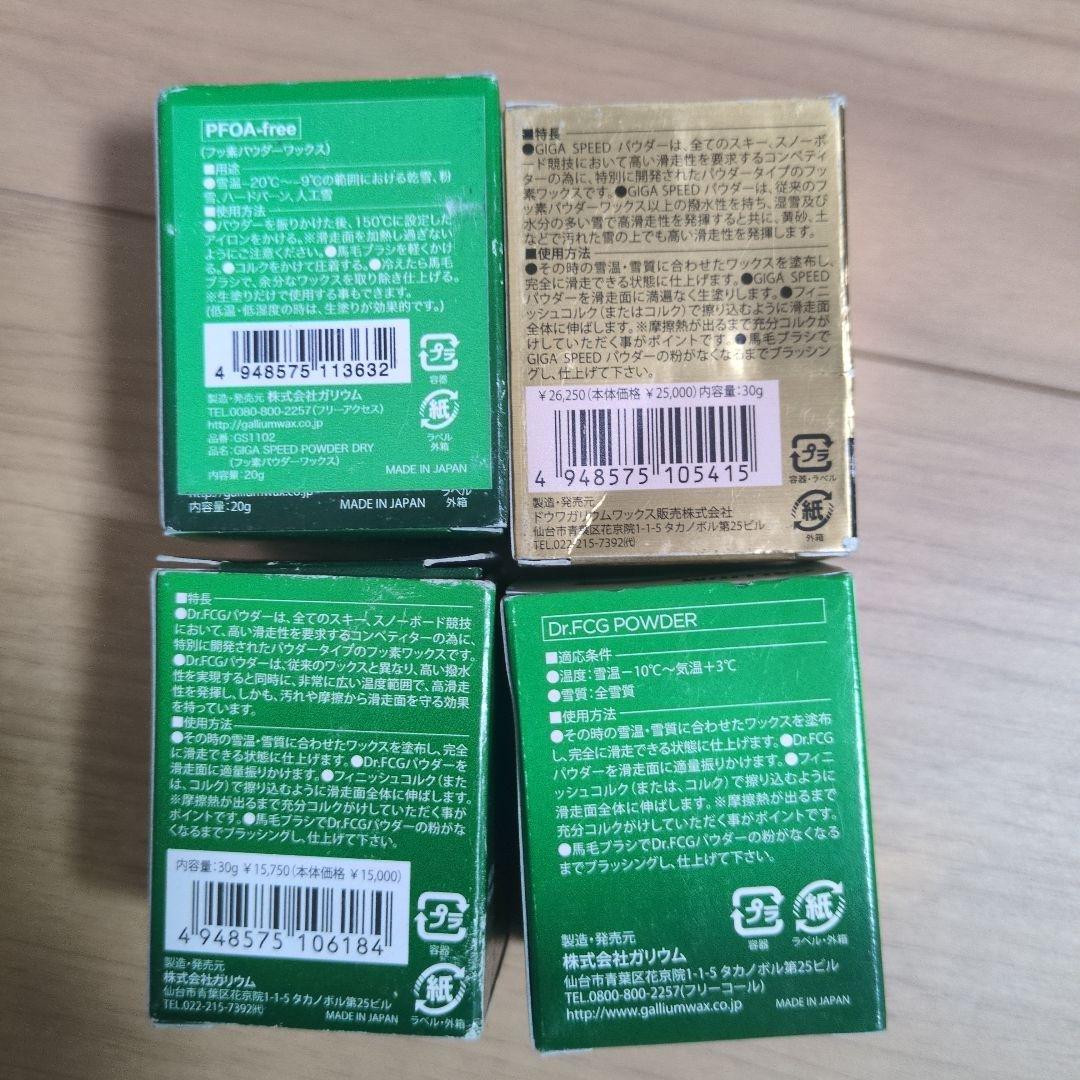 PFOA-free
(フッ素パウダーワックス)
■用途
●雪温-20℃〜-9℃の範囲における乾雪、粉
雪、ハードバーン、人工雪
■使用方法
●パウダーを振りかけた後、150℃に設定した
アイロンをかける。※滑走面を加熱し過ぎない
ようにご注意ください。●馬毛ブラシを軽くかけ
る。●コルクをかけて圧着する。●冷えたら馬毛
ブラシで、余分なワックスを取り除き仕上げる。
※生塗りだけで使用する事もできます。
(低温・低湿度の時は、生塗りが効果的です。)
4 948575 113632
プラ
容器
紙
ラベル
外箱
製造・発売元 株式会社ガリウム
TEL.0080-800-2257(フリーアクセス)
http://galliumwax.co.jp
品番:GS1102
品名:GIGA SPEED POWDER DRY
(フッ素パウダーワックス)
内容量:20g
MADE IN JAPAN
http://galliumwax.co.jp
内容量:20g
MADE IN JAPAN
ラベル
外箱
■特長
●GIGA SPEED パウダーは、全てのスキー、スノーボ
ード競技において高い滑走性を要求するコンペティ
ターの為に、特別に開発されたパウダータイプのフッ
素ワックスです。●GIGA SPEED パウダーは、従来のフ
ッ素パウダーワックス以上の撥水性を持ち、湿雪及び
水分の多い雪で高滑走性を発揮すると共に、黄砂、土
などで汚れた雪の上でも高い滑走性を発揮します。
■使用方法
●その時の雪温・雪質に合わせたワックスを塗布し、
完全に滑走できる状態に仕上げます。●GIGA SPEED
パウダーを滑走面に満遍なく生塗りします。●フィニ
ッシュコルク(またはコルク)で擦り込むように滑走面
全体に伸ばします。※摩擦熱が出るまで充分コルクが
けしていただく事がポイントです。●馬毛ブラシで
GIGA SPEED パウダーの粉がなくなるまでブラッシン
グし、仕上げて下さい。
¥26,250(本体価格 ¥25,000)内容量:30g
4 948575 105415
プラ
容器・ラベル
紙
外箱
製造・発売元
ドウワガリウムワックス販売株式会社
仙台市青葉区花京院1-1-5 タカノボル第25ビル
TEL.022-215-7392㈹
■特長
●Dr.FCGパウダーは、全てのスキー、スノーボード競技
において、高い滑走性を要求するコンペティターの為に、
特別に開発されたパウダータイプのフッ素ワックスです。
●Dr.FCGパウダーは、従来のワックスと異なり、高い撥水
性を実現すると同時に、非常に広い温度範囲で、高滑走
性を発揮し、しかも、汚れや摩擦から滑走面を守る効果
を持っています。
■使用方法
●その時の雪温・雪質に合わせたワックスを塗布し、完全
に滑走できる状態に仕上げます。●Dr.FCGパウダーを
滑走面に適量振りかけます。●フィニッシュコルク(また
は、コルク)で擦り込むように滑走面全体に伸ばします。
※摩擦熱が出るまで充分コルクがけしていただく事が
ポイントです。●馬毛ブラシでDr.FCGパウダーの粉がな
くなるまでブラッシングし、仕上げて下さい。
内容量:30g ¥15,750(本体価格 ¥15,000)
4 948575 106184
プラ
容器
紙
ラベル・外箱
製造・発売元
株式会社ガリウム
仙台市青葉区花京院1-1-5 タカノボル第25ビル
TEL.022-215-7392㈹
MADE IN JAPAN
Dr.FCG POWDER
■適応条件
●温度:雪温-10℃〜気温+3℃
●雪質:全雪質
■使用方法
●その時の雪温・雪質に合わせたワックスを塗布
し、完全に滑走できる状態に仕上げます。●Dr.FCG
パウダーを滑走面に適量振りかけます。●フィニ
ッシュコルク(または、コルク)で擦り込むように
滑走面全体に伸ばします。※摩擦熱が出るまで
充分コルクがけしていただく事がポイントです。
●馬毛ブラシでDr.FCGパウダーの粉がなくなる
までブラッシングし、仕上げて下さい。
プラ
容器
紙
ラベル・外箱
製造・発売元
株式会社ガリウム
仙台市青葉区花京院1-1-5 タカノボル第25ビル
TEL.0800-800-2257(フリーコール)
http://www.galliumwax.co.jp
MADE IN JAPAN